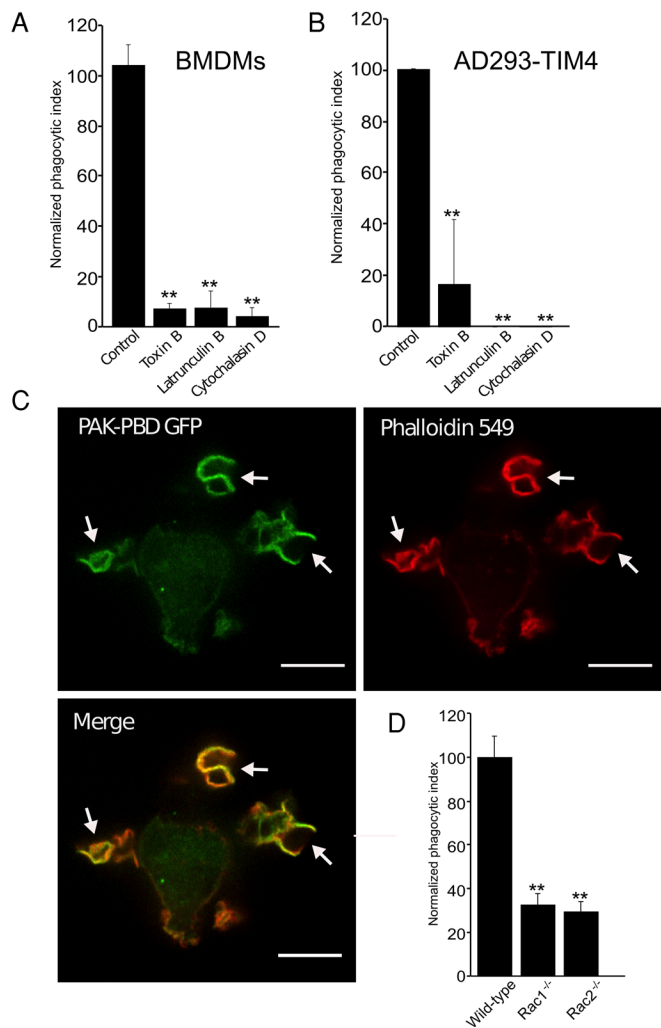 A
BMDMs
Normalized phagocytic index
120
100
80
60
40
20
0
**
**
**
Control
Toxin B
Latrunculin B
Cytochalasin D
B
AD293-TIM4
Normalized phagocytic index
120
100
80
60
40
20
0
**
**
**
Control
Toxin B
Latrunculin B
Cytochalasin D
C
PAK-PBD GFP
Phalloidin 549
Merge
D
Normalized phagocytic index
120
100
80
60
40
20
0
**
**
Wild-type
Rac1-/-
Rac2-/-